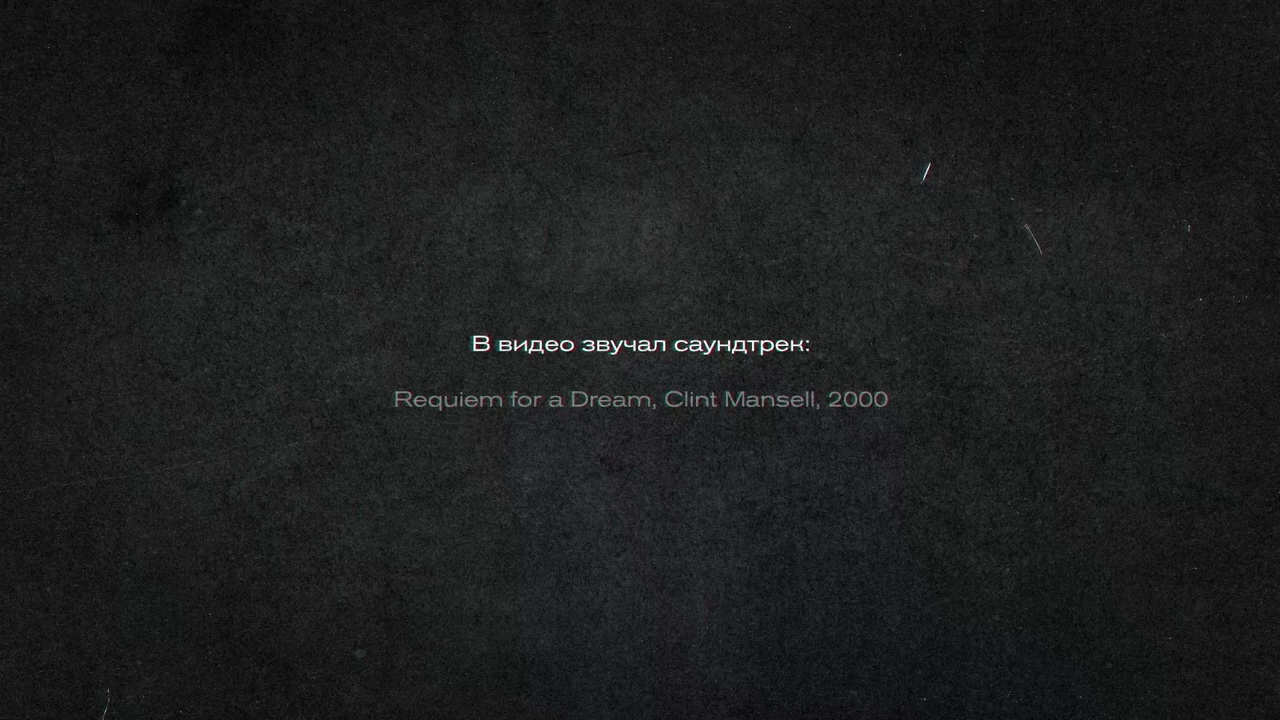 В видео звучал саундтрек:
Requiem for a Dream, Clint Mansell, 2000